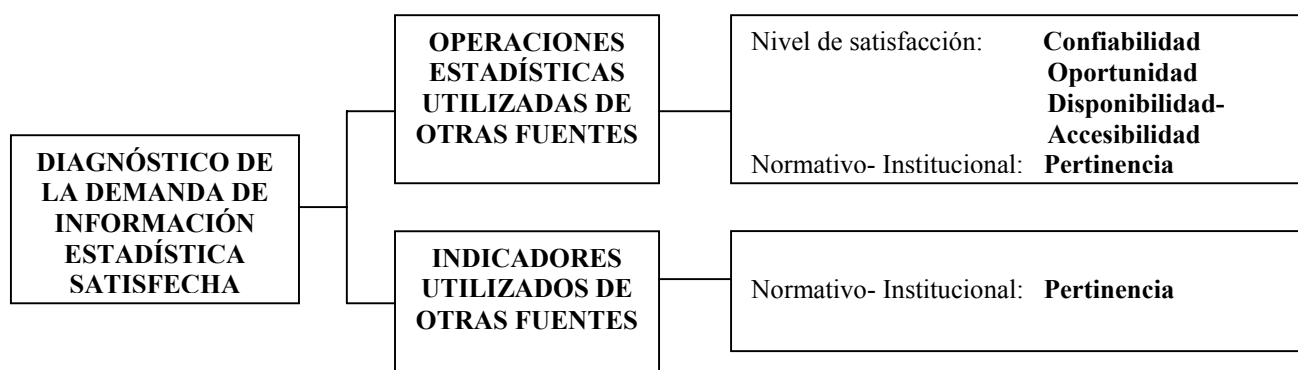 DIAGNÓSTICO DE
LA DEMANDA DE
INFORMACIÓN
ESTADÍSTICA
SATISFECHA
OPERACIONES
ESTADÍSTICAS
UTILIZADAS DE
OTRAS FUENTES
Nivel de satisfacción: Confiabilidad
Oportunidad
Disponibilidad-
Accesibilidad
Normativo- Institucional: Pertinencia
INDICADORES
UTILIZADOS DE
OTRAS FUENTES
Normativo- Institucional: Pertinencia